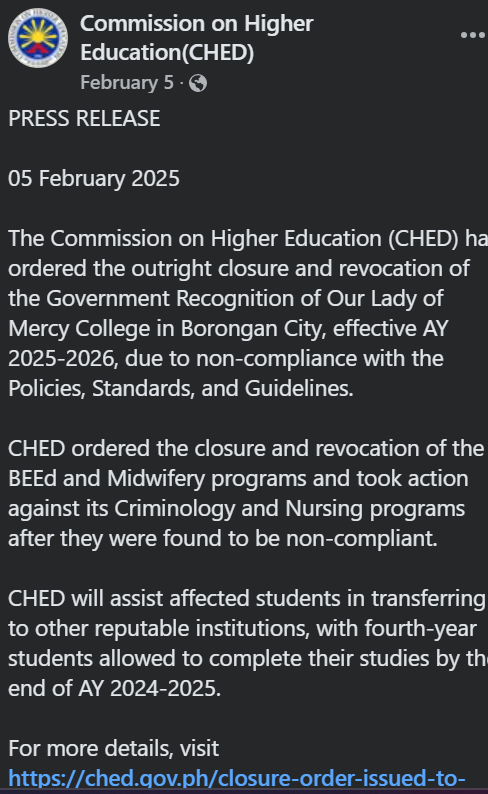 Commission on Higher
Education(CHED)
February 5 ·
PRESS RELEASE
05 February 2025
The Commission on Higher Education (CHED) ha
ordered the outright closure and revocation of
the Government Recognition of Our Lady of
Mercy College in Borongan City, effective AY
2025-2026, due to non-compliance with the
Policies, Standards, and Guidelines.
CHED ordered the closure and revocation of the
BEEd and Midwifery programs and took action
against its Criminology and Nursing programs
after they were found to be non-compliant.
CHED will assist affected students in transferring
to other reputable institutions, with fourth-year
students allowed to complete their studies by th
end of AY 2024-2025.
For more details, visit
https://ched.gov.ph/closure-order-issued-to-